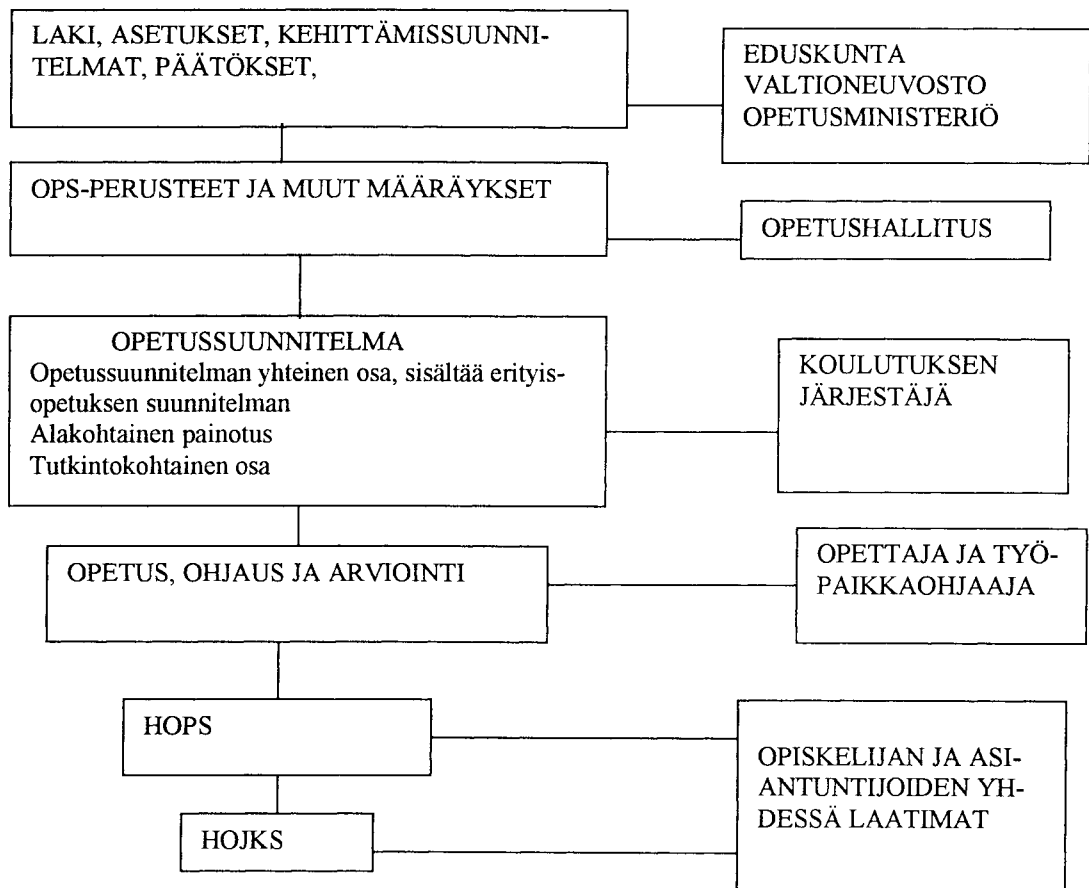 LAKI, ASETUKSET, KEHITTÄMISSUUNNI-
TELMAT, PÄÄTÖKSET,
EDUSKUNTA
VALTIONEUVOSTO
OPETUSMINISTERIÖ
OPS-PERUSTEET JA MUUT MÄÄRÄYKSET
OPETUSHALLITUS
OPETUSSUUNNITELMA
Opetussuunnitelman yhteinen osa, sisältää erityis-
opetuksen suunnitelman
Alakohtainen painotus
Tutkintokohtainen osa
KOULUTUKSEN
JÄRJESTÄJÄ
OPETUS, OHJAUS JA ARVIOINTI
OPETTAJA JA TYÖ-
PAIKKAOHJAAJA
HOPS
OPISKELIJAN JA ASI-
ANTUNTIJOIDEN YH-
DESSÄ LAATIMAT
HOJKS